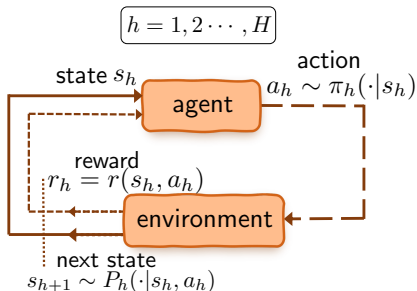 h = 1, 2 ⋯ , H
action
state s_h
a_h ∼ π_h(·|s_h)
agent
reward
r_h = r(s_h, a_h)
environment
next state
s_{h+1} ∼ P_h(·|s_h, a_h)